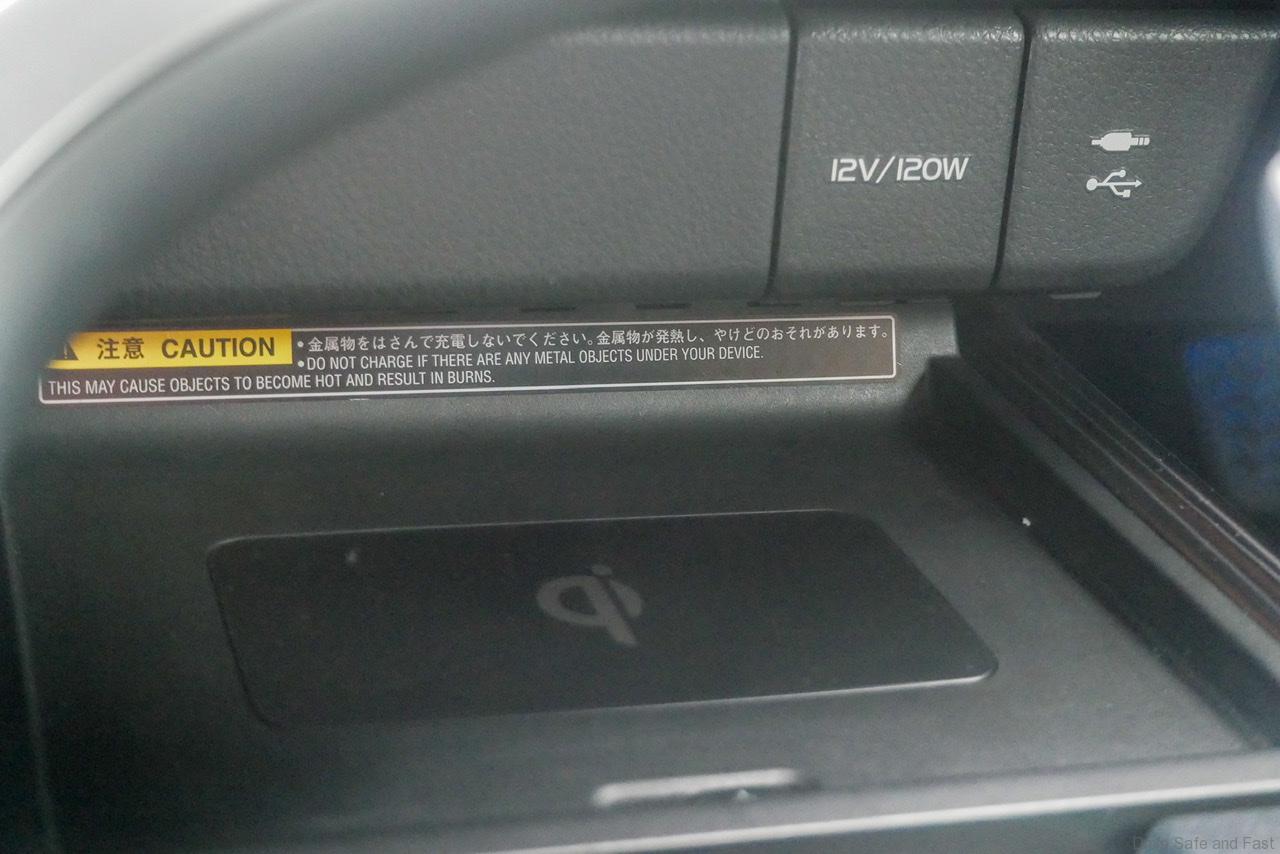 12V/120W
注意 CAUTION
•金属物をはさんで充電しないでください。金属物が発熱し、やけどのおそれがあります。
•DO NOT CHARGE IF THERE ARE ANY METAL OBJECTS UNDER YOUR DEVICE.
THIS MAY CAUSE OBJECTS TO BECOME HOT AND RESULT IN BURNS.
qi
Drive Safe and Fast